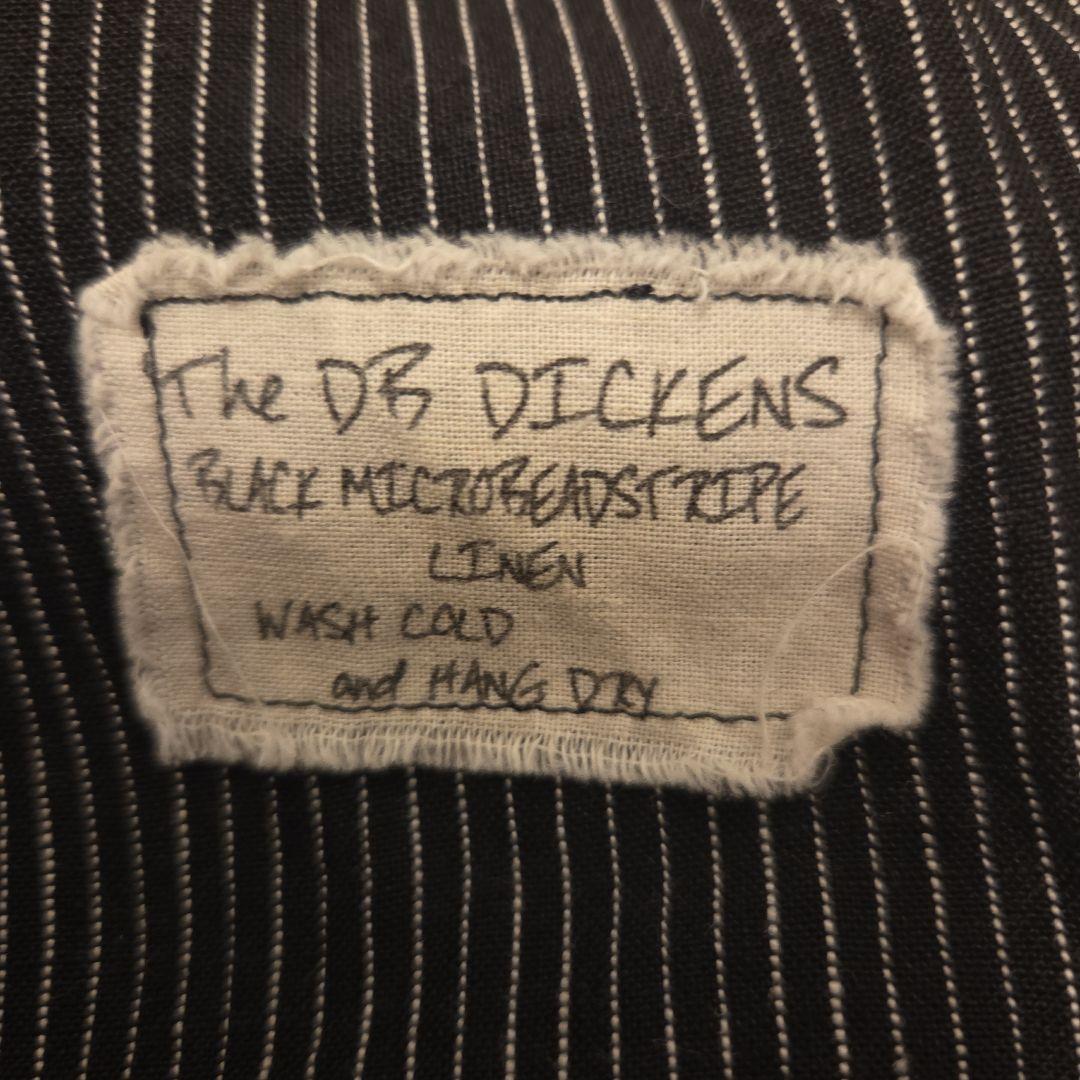 The DB DICKENS
BLACK MICROBEADSTRIPE
LINEN
WASH COLD
and HANG DRY